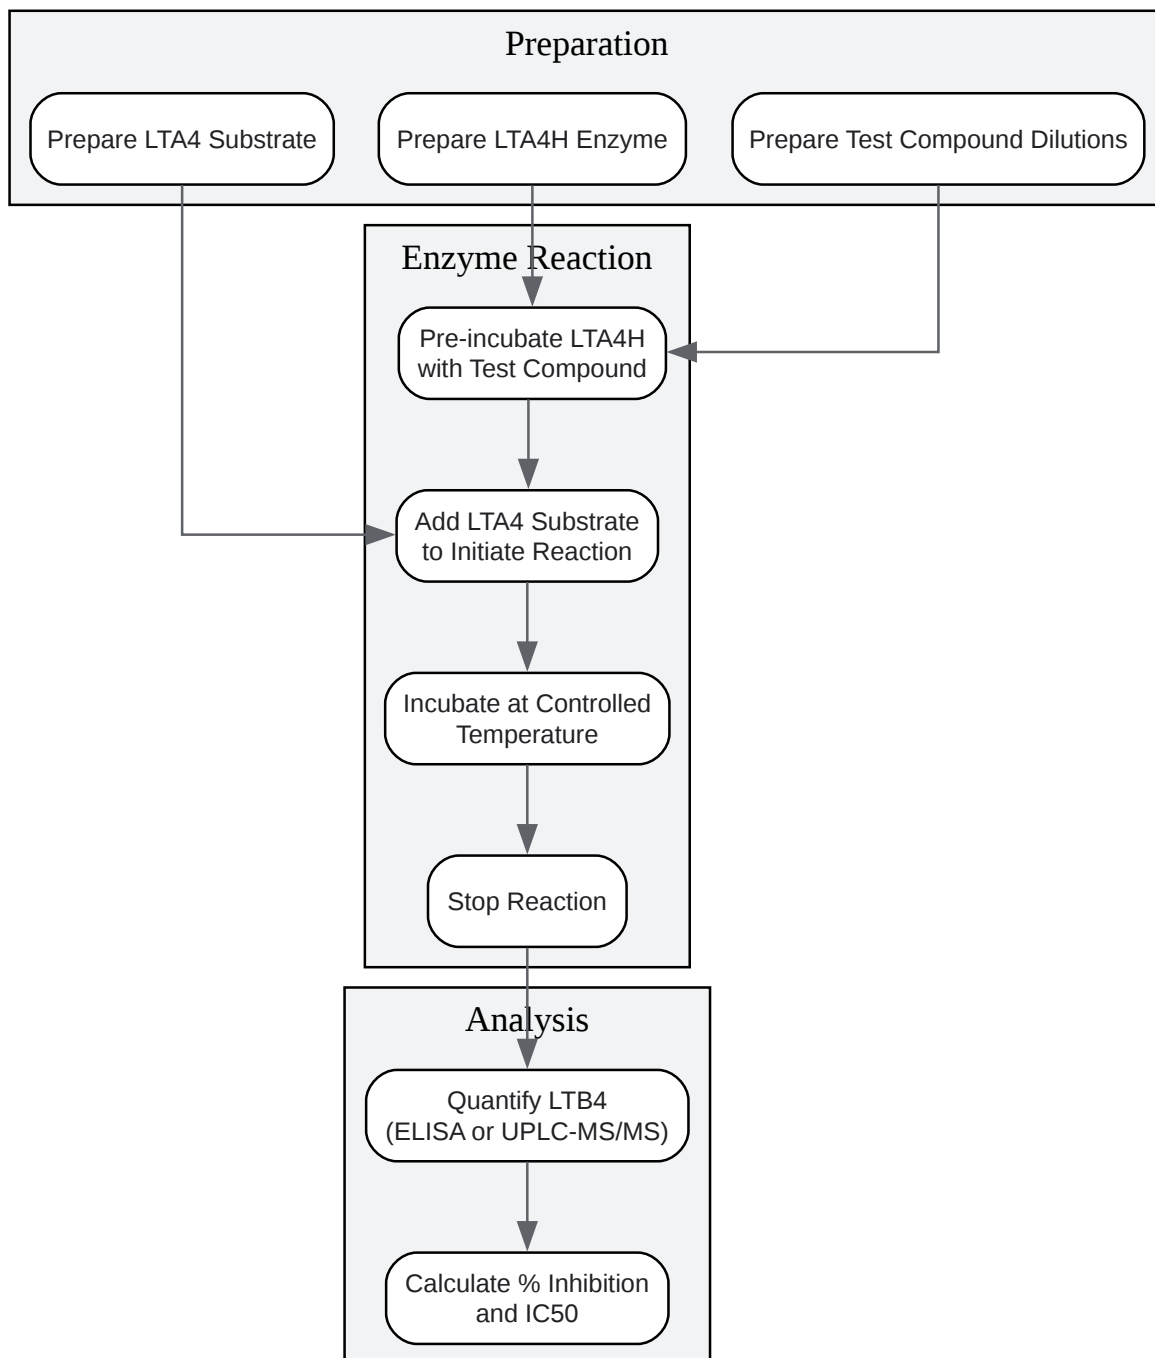 Preparation
Prepare LTA4 Substrate
Prepare LTA4H Enzyme
Prepare Test Compound Dilutions
Enzyme Reaction
Pre-incubate LTA4H
with Test Compound
Add LTA4 Substrate
to Initiate Reaction
Incubate at Controlled
Temperature
Stop Reaction
Analysis
Quantify LTB4
(ELISA or UPLC-MS/MS)
Calculate % Inhibition
and IC50